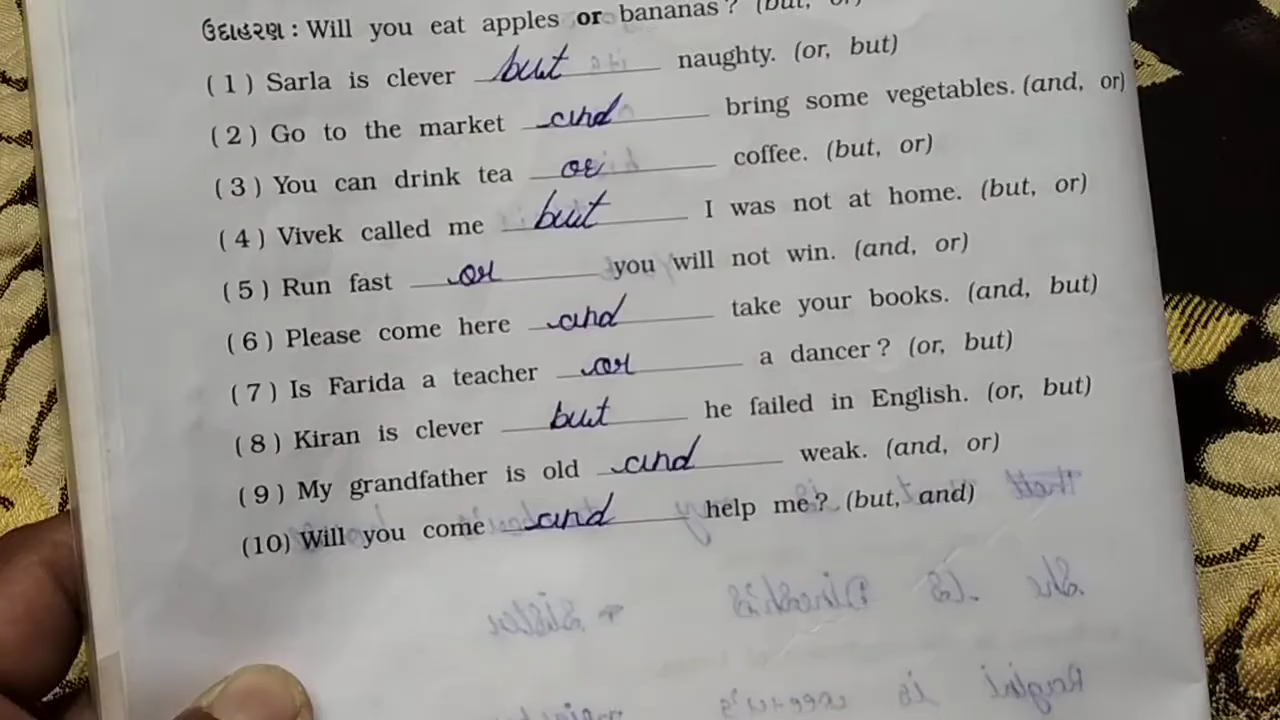 ઉદાહરણ : Will you eat apples or bananas ? (but, or)
( 1 ) Sarla is clever but naughty. (or, but)
( 2 ) Go to the market and bring some vegetables. (and, or)
( 3 ) You can drink tea or coffee. (but, or)
( 4 ) Vivek called me but I was not at home. (but, or)
( 5 ) Run fast or you will not win. (and, or)
( 6 ) Please come here and take your books. (and, but)
( 7 ) Is Farida a teacher or a dancer ? (or, but)
( 8 ) Kiran is clever but he failed in English. (or, but)
( 9 ) My grandfather is old and weak. (and, or)
(10) Will you come and help me ? (but, and)